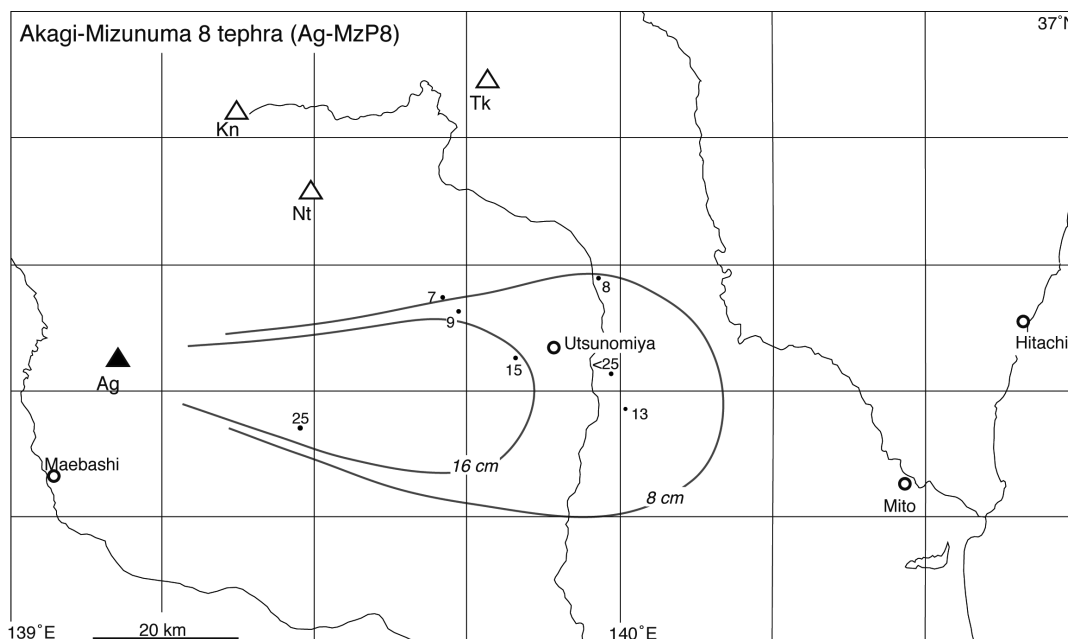 Akagi-Mizunuma 8 tephra (Ag-MzP8)
37˚N
Tk
Kn
Nt
7
8
9
Hitachi
Utsunomiya
15
<25
Ag
13
25
Maebashi
16 cm
8 cm
Mito
139˚E
20 km
140˚E